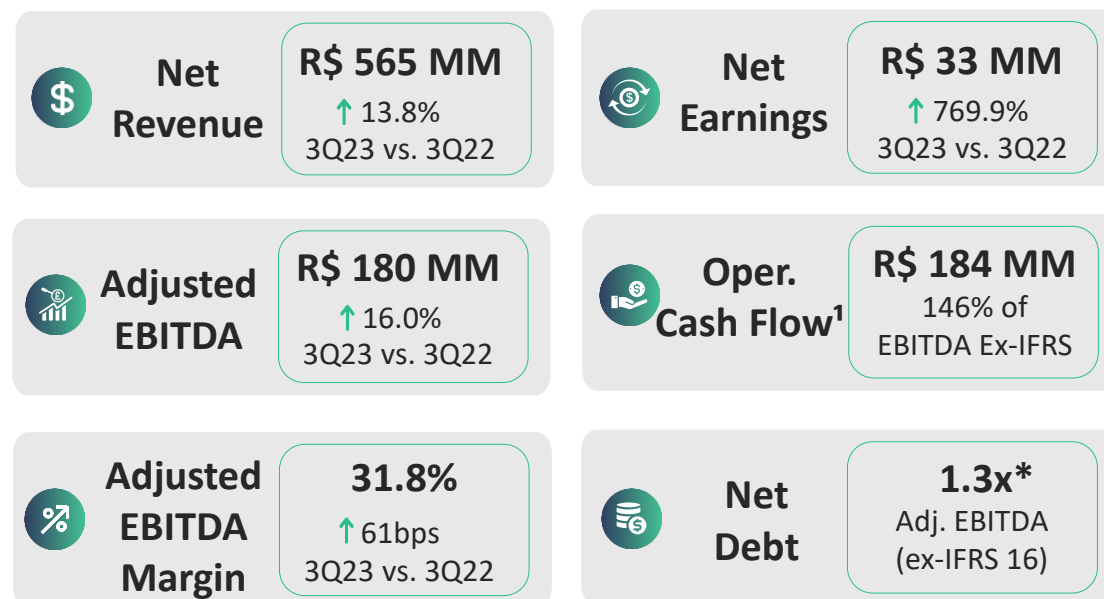 Net
Revenue
R$ 565 MM
↑ 13.8%
3Q23 vs. 3Q22
Net
Earnings
R$ 33 MM
↑ 769.9%
3Q23 vs. 3Q22
Adjusted
EBITDA
R$ 180 MM
↑ 16.0%
3Q23 vs. 3Q22
Oper.
Cash Flow¹
R$ 184 MM
146% of
EBITDA Ex-IFRS
Adjusted
EBITDA
Margin
31.8%
↑ 61bps
3Q23 vs. 3Q22
Net
Debt
1.3x*
Adj. EBITDA
(ex-IFRS 16)